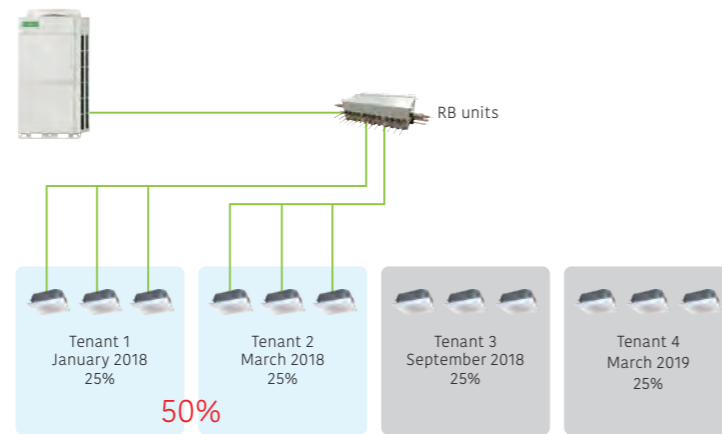 RB units
Tenant 1
January 2018
25%
Tenant 2
March 2018
25%
Tenant 3
September 2018
25%
Tenant 4
March 2019
25%
50%